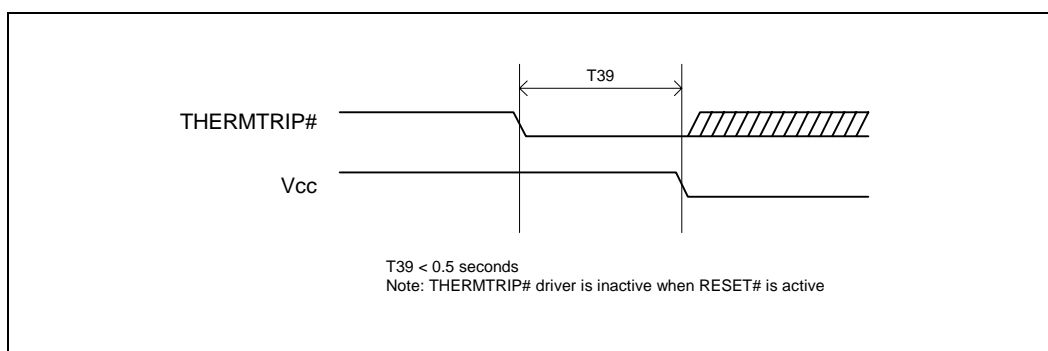 T39
THERMTRIP#
Vcc
T39 < 0.5 seconds
Note: THERMTRIP# driver is inactive when RESET# is active